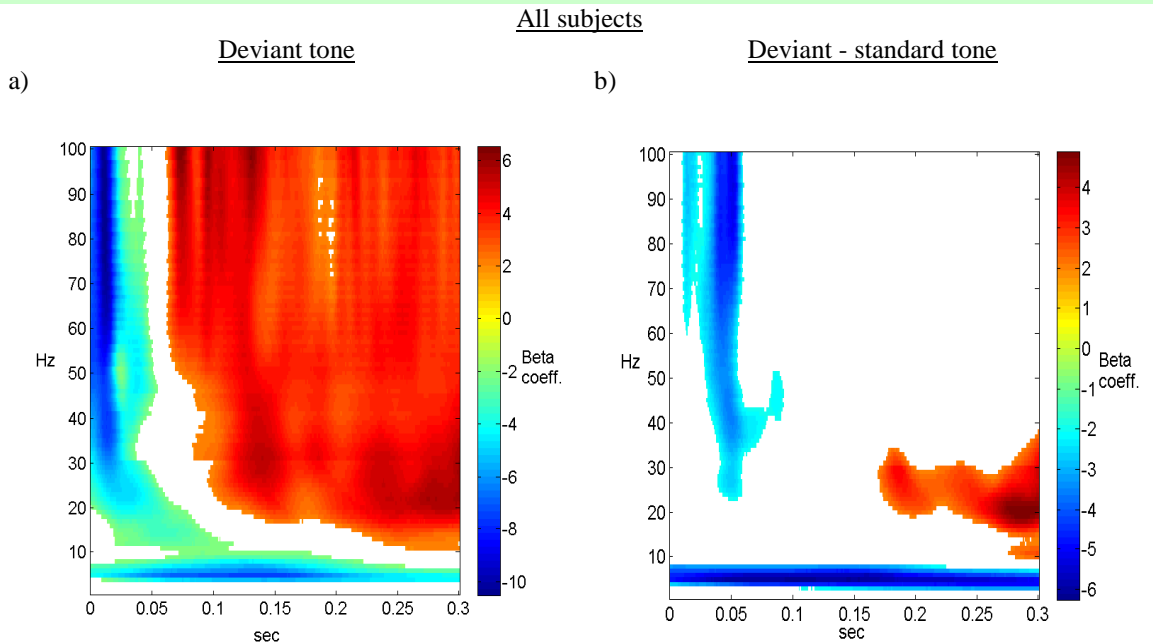 All subjects
Deviant tone
Deviant - standard tone
a)
b)
100
90
80
70
60
50
40
30
20
10
Hz
0 0.05 0.1 0.15 0.2 0.25 0.3
sec
6
4
2
0
-2
-4
-6
-8
-10
Beta
coeff.
100
90
80
70
60
50
40
30
20
10
Hz
0 0.05 0.1 0.15 0.2 0.25 0.3
sec
4
3
2
1
0
-1
-2
-3
-4
-5
-6
Beta
coeff.